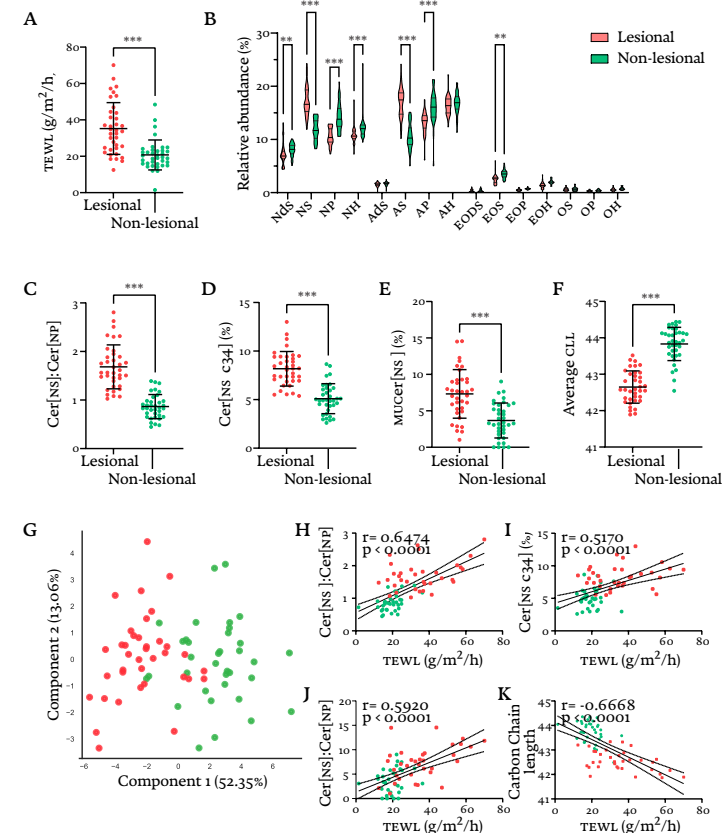 A
TEWL (g/m²/h)
80
60
40
20
0
***
Lesional
Non-lesional
B
Relative abundance (%)
30
20
10
0
**
***
***
***
***
***
**
NdS
NS
NP
NH
AdS
AS
AP
AH
EODS
EOS
EOP
EOH
OS
OP
OH
Lesional
Non-lesional
C
Cer[NS]:Cer[NP]
3
2
1
0
***
Lesional
Non-lesional
D
Cer[NS c34] (%)
15
10
5
0
***
Lesional
Non-lesional
E
MUCer[NS] (%)
20
15
10
5
0
***
Lesional
Non-lesional
F
Average CLL
45
44
43
42
41
***
Lesional
Non-lesional
G
Component 2 (13.06%)
4
3
2
1
0
−1
−2
−3
−6
−4
−2
0
2
4
6
Component 1 (52.35%)
H
Cer[NS]:Cer[NP]
r= 0.6474
p < 0.0001
3
2
1
0
0
20
40
60
80
TEWL (g/m²/h)
I
Cer[NS c34] (%)
r= 0.5170
p < 0.0001
15
10
5
0
0
20
40
60
80
TEWL (g/m²/h)
J
Cer[NS]:Cer[NP]
r= 0.5920
p < 0.0001
20
15
10
5
0
0
20
40
60
80
TEWL (g/m²/h)
K
Carbon Chain
length
r= -0.6668
p < 0.0001
45
44
43
42
41
0
20
40
60
80
TEWL (g/m²/h)